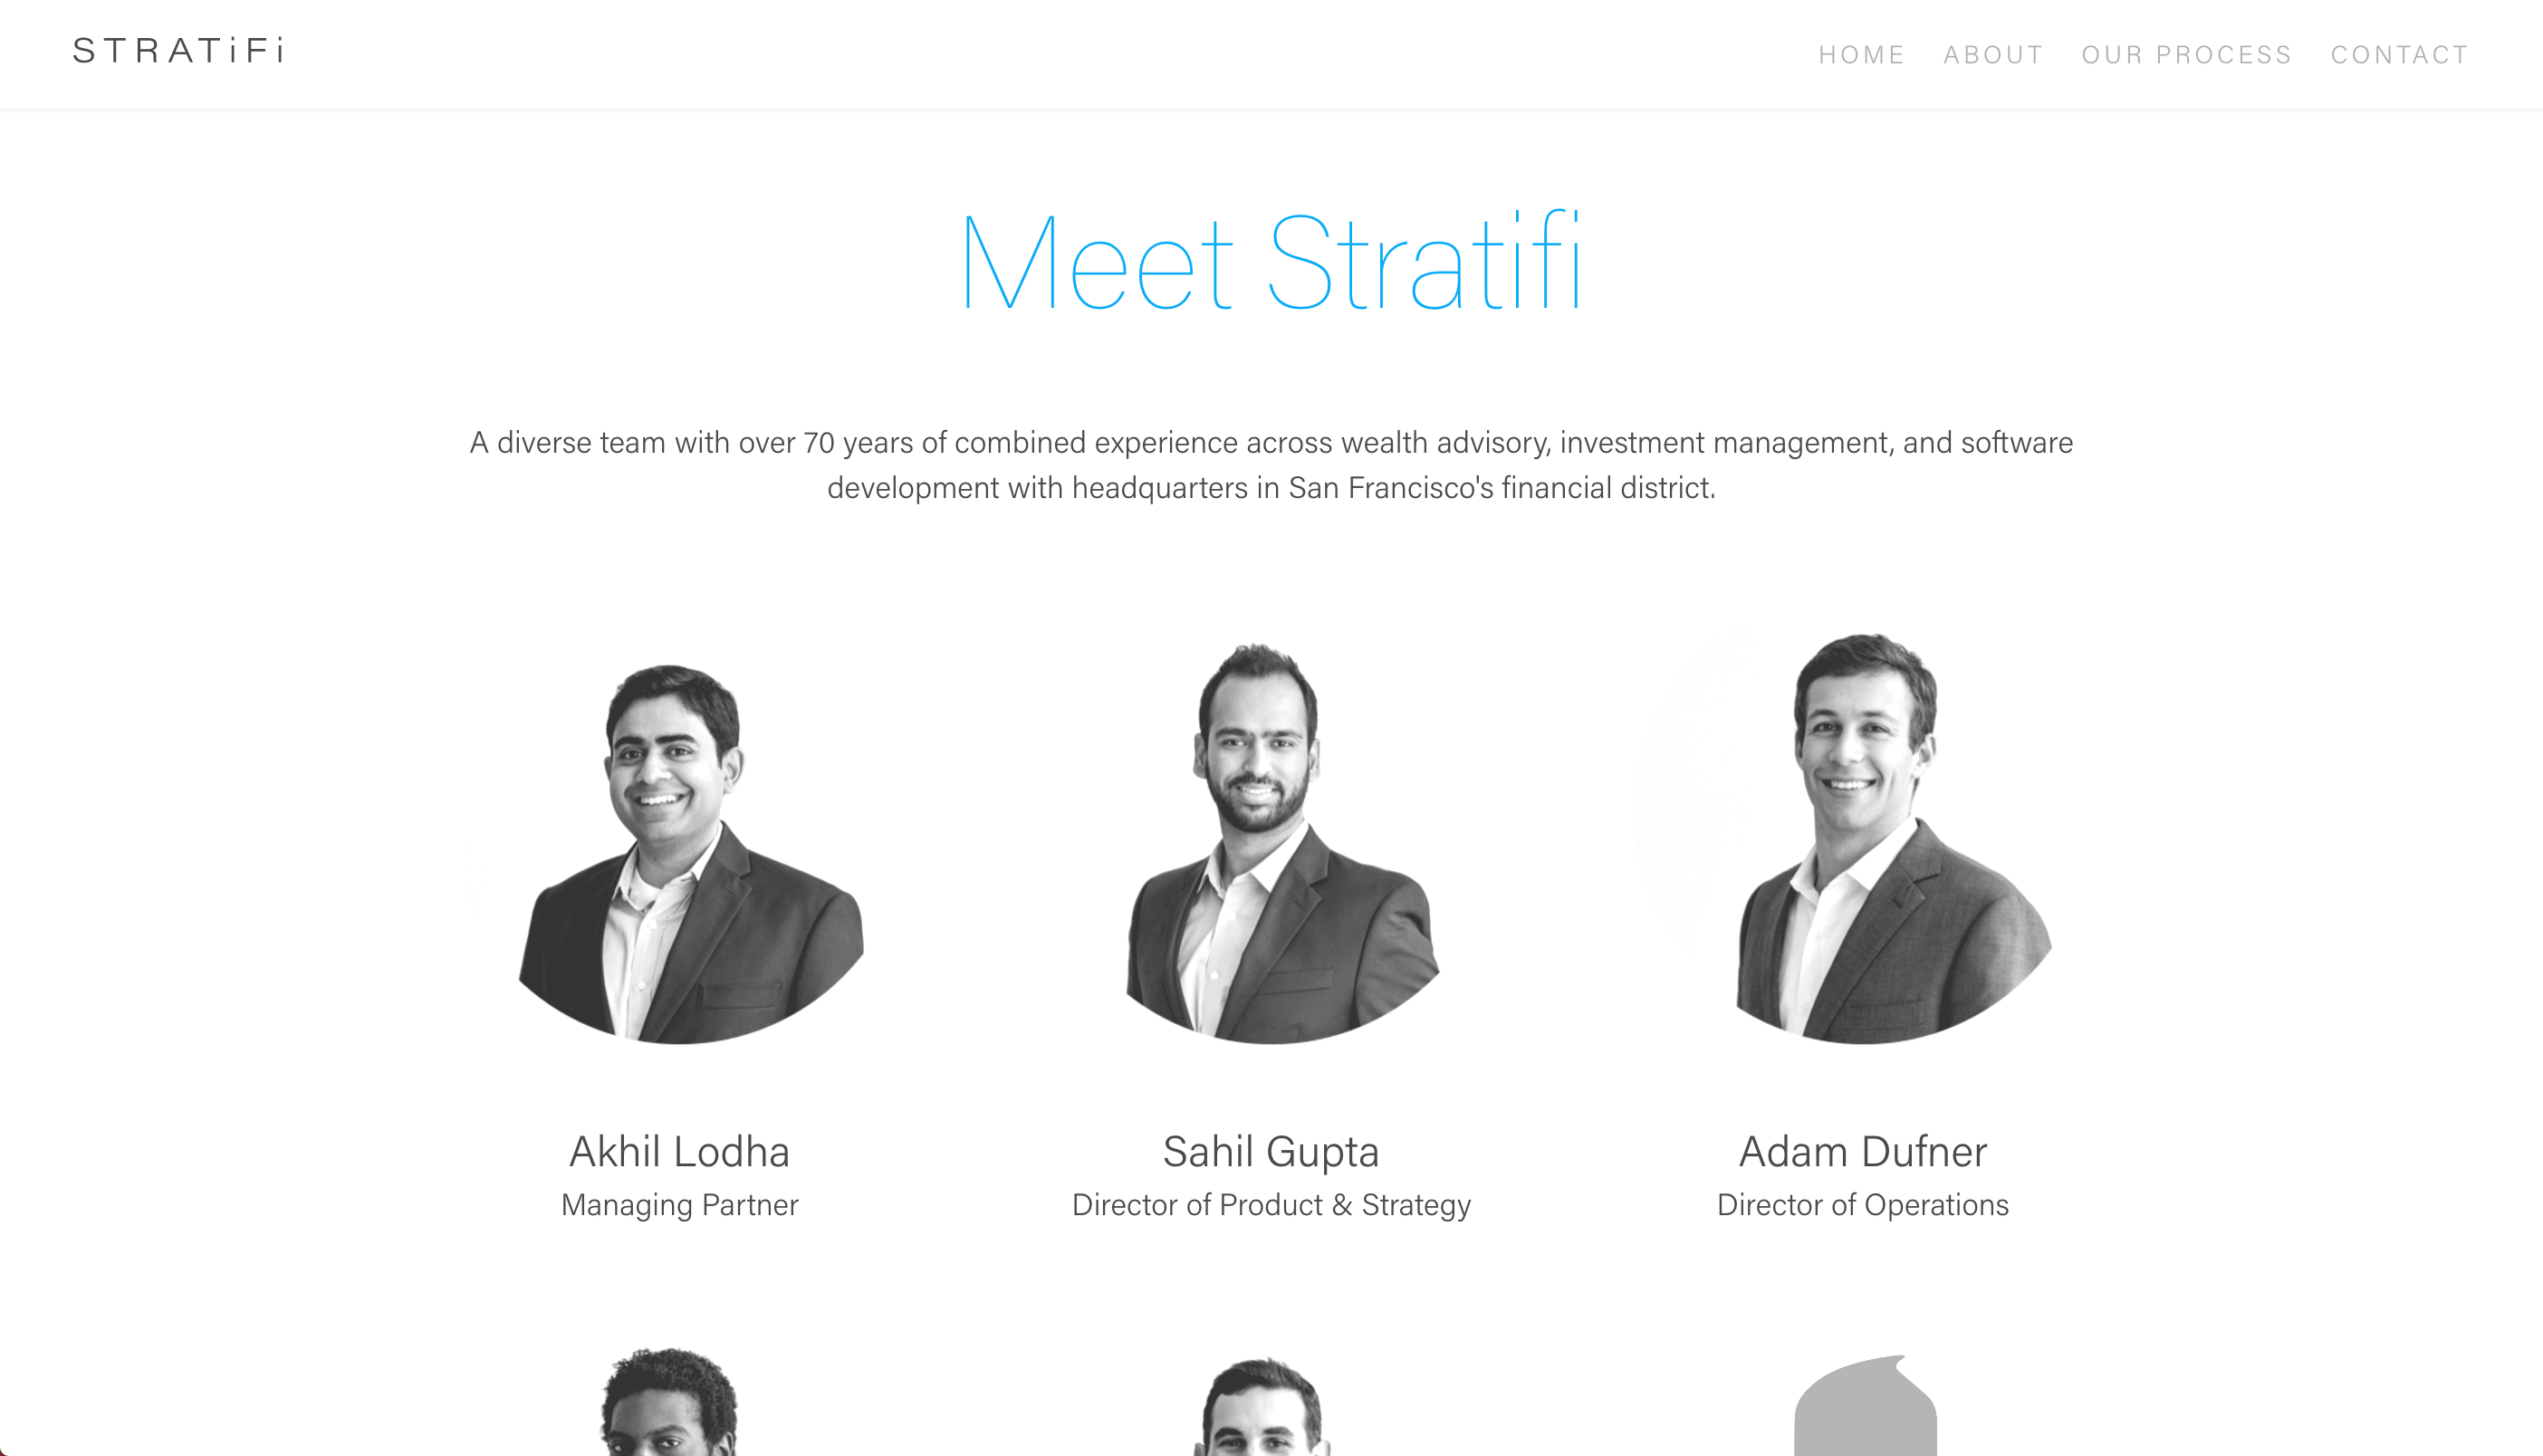 STRATiFi
HOME ABOUT OUR PROCESS CONTACT
Meet Stratifi
A diverse team with over 70 years of combined experience across wealth advisory, investment management, and software
development with headquarters in San Francisco's financial district.
Akhil Lodha
Managing Partner
Sahil Gupta
Director of Product & Strategy
Adam Dufner
Director of Operations